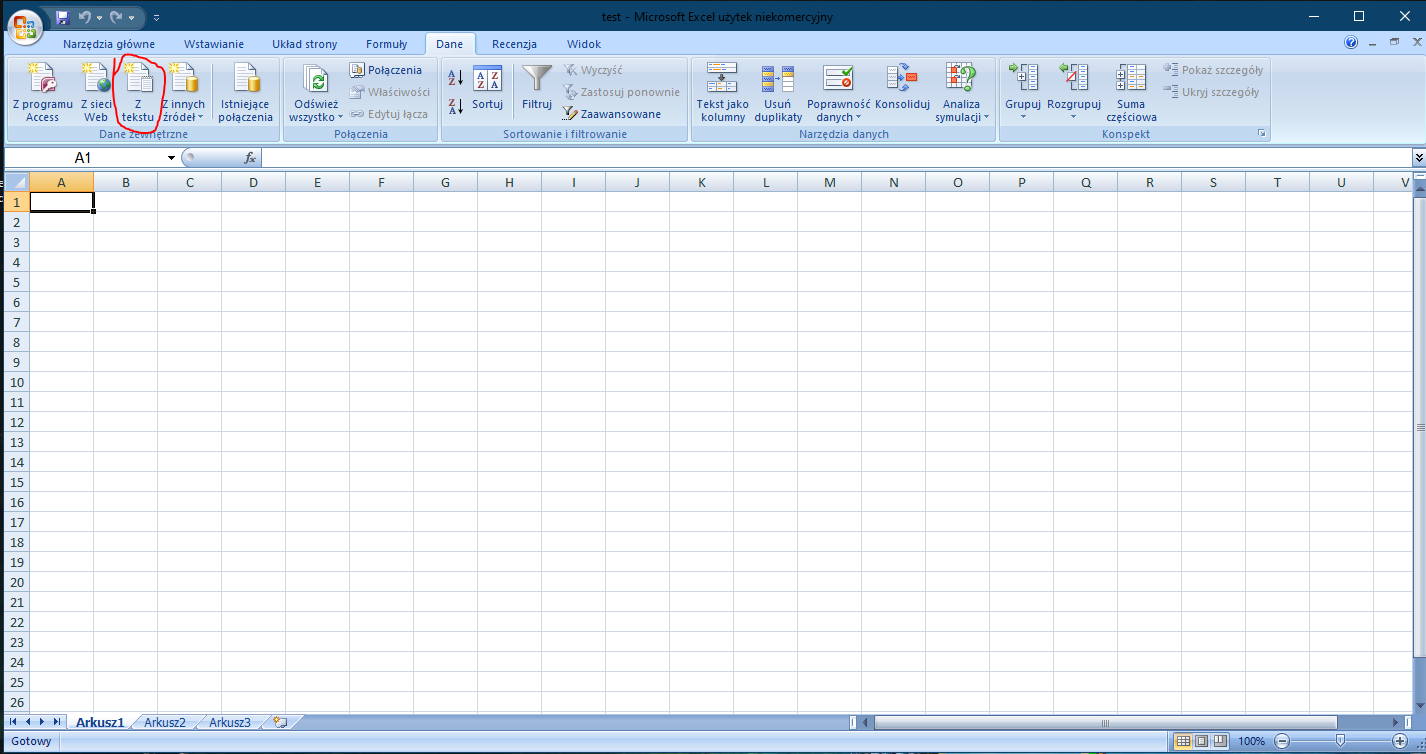 test - Microsoft Excel użytek niekomercyjny
Narzędzia główne Wstawianie Układ strony Formuły Dane Recenzja Widok
Z programu Access
Z sieci Web
Z tekstu
Z innych źródeł
Istniejące połączenia
Dane zewnętrzne
Odśwież wszystko
Połączenia
Właściwości
Edytuj łącza
Połączenia
A Z
Z A
A Z
Z A
Sortuj
Filtruj
Wyczyść
Zastosuj ponownie
Zaawansowane
Sortowanie i filtrowanie
Tekst jako kolumny
Usuń duplikaty
Poprawność danych
Konsoliduj
Analiza symulacji
Narzędzia danych
Grupuj
Rozgrupuj
Suma częściowa
Pokaż szczegóły
Ukryj szczegóły
Konspekt
A1 fx
A B C D E F G H I J K L M N O P Q R S T U V
1
2
3
4
5
6
7
8
9
10
11
12
13
14
15
16
17
18
19
20
21
22
23
24
25
26
Arkusz1 Arkusz2 Arkusz3
Gotowy 100%